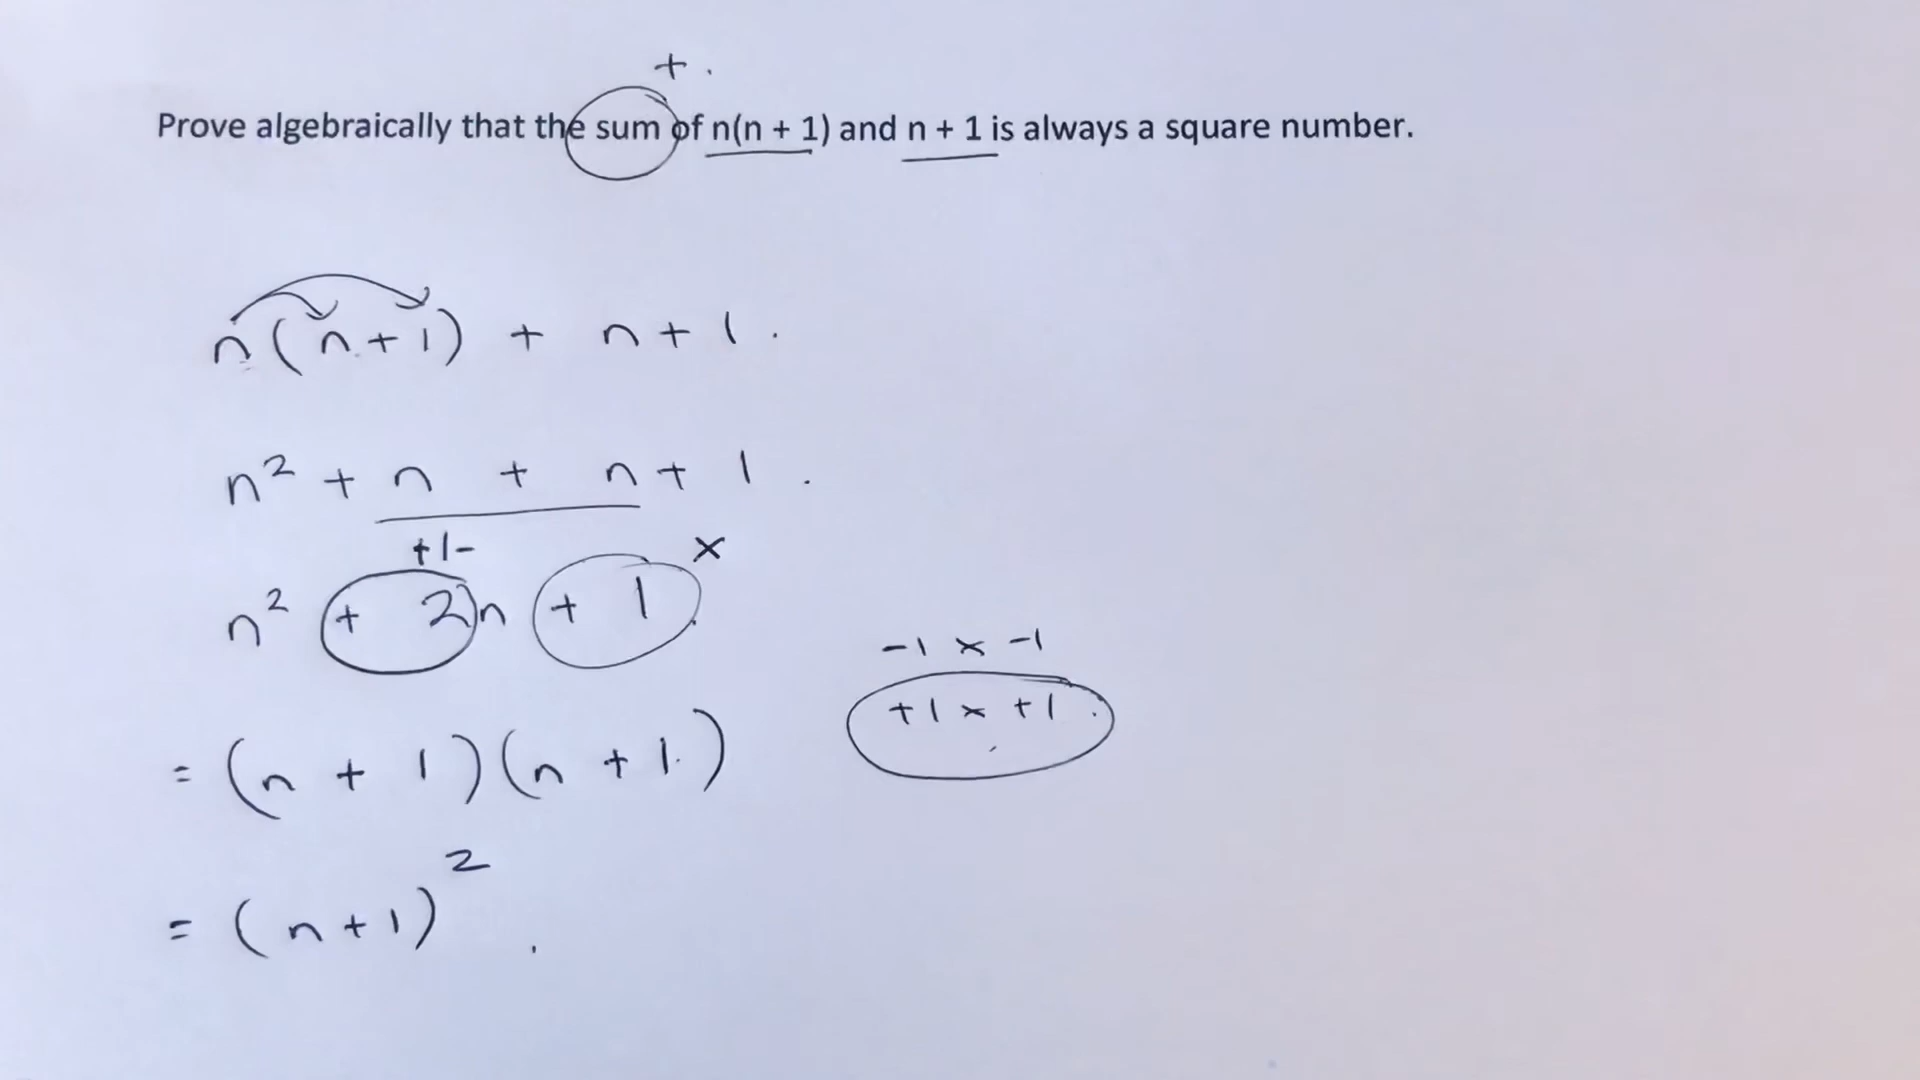 +.
Prove algebraically that the sum of n(n + 1) and n + 1 is always a square number.
n(n+1) + n+1.
n² + n + n + 1.
+/- ×
n² + 2n + 1
-1 × -1
+1 × +1.
= (n + 1)(n + 1)
= (n+1)².